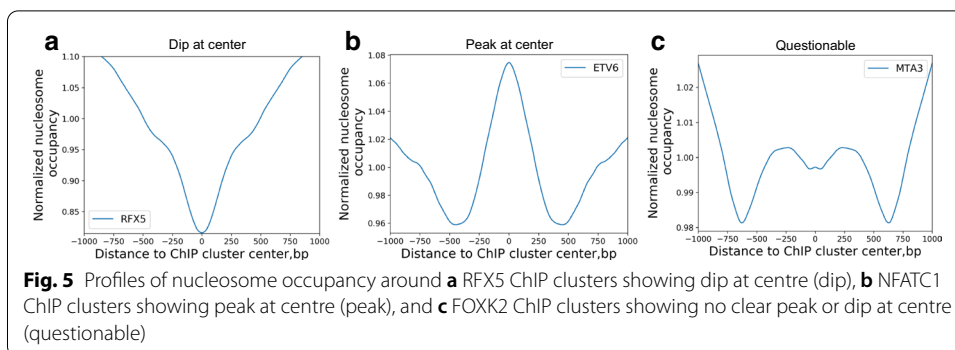 a
Dip at center
1.10
1.05
1.00
0.95
0.90
0.85
Normalized nucleosome
occupancy
RFX5
−1000 −750 −500 −250 0 250 500 750 1000
Distance to ChIP cluster center,bp
b
Peak at center
1.08
1.06
1.04
1.02
1.00
0.98
0.96
Normalized nucleosome
occupancy
ETV6
−1000 −750 −500 −250 0 250 500 750 1000
Distance to ChIP cluster center,bp
c
Questionable
1.02
1.01
1.00
0.99
0.98
Normalized nucleosome
occupancy
MTA3
−1000 −750 −500 −250 0 250 500 750 1000
Distance to ChIP cluster center,bp
Fig. 5 Profiles of nucleosome occupancy around a RFX5 ChIP clusters showing dip at centre (dip), b NFATC1
ChIP clusters showing peak at centre (peak), and c FOXK2 ChIP clusters showing no clear peak or dip at centre
(questionable)